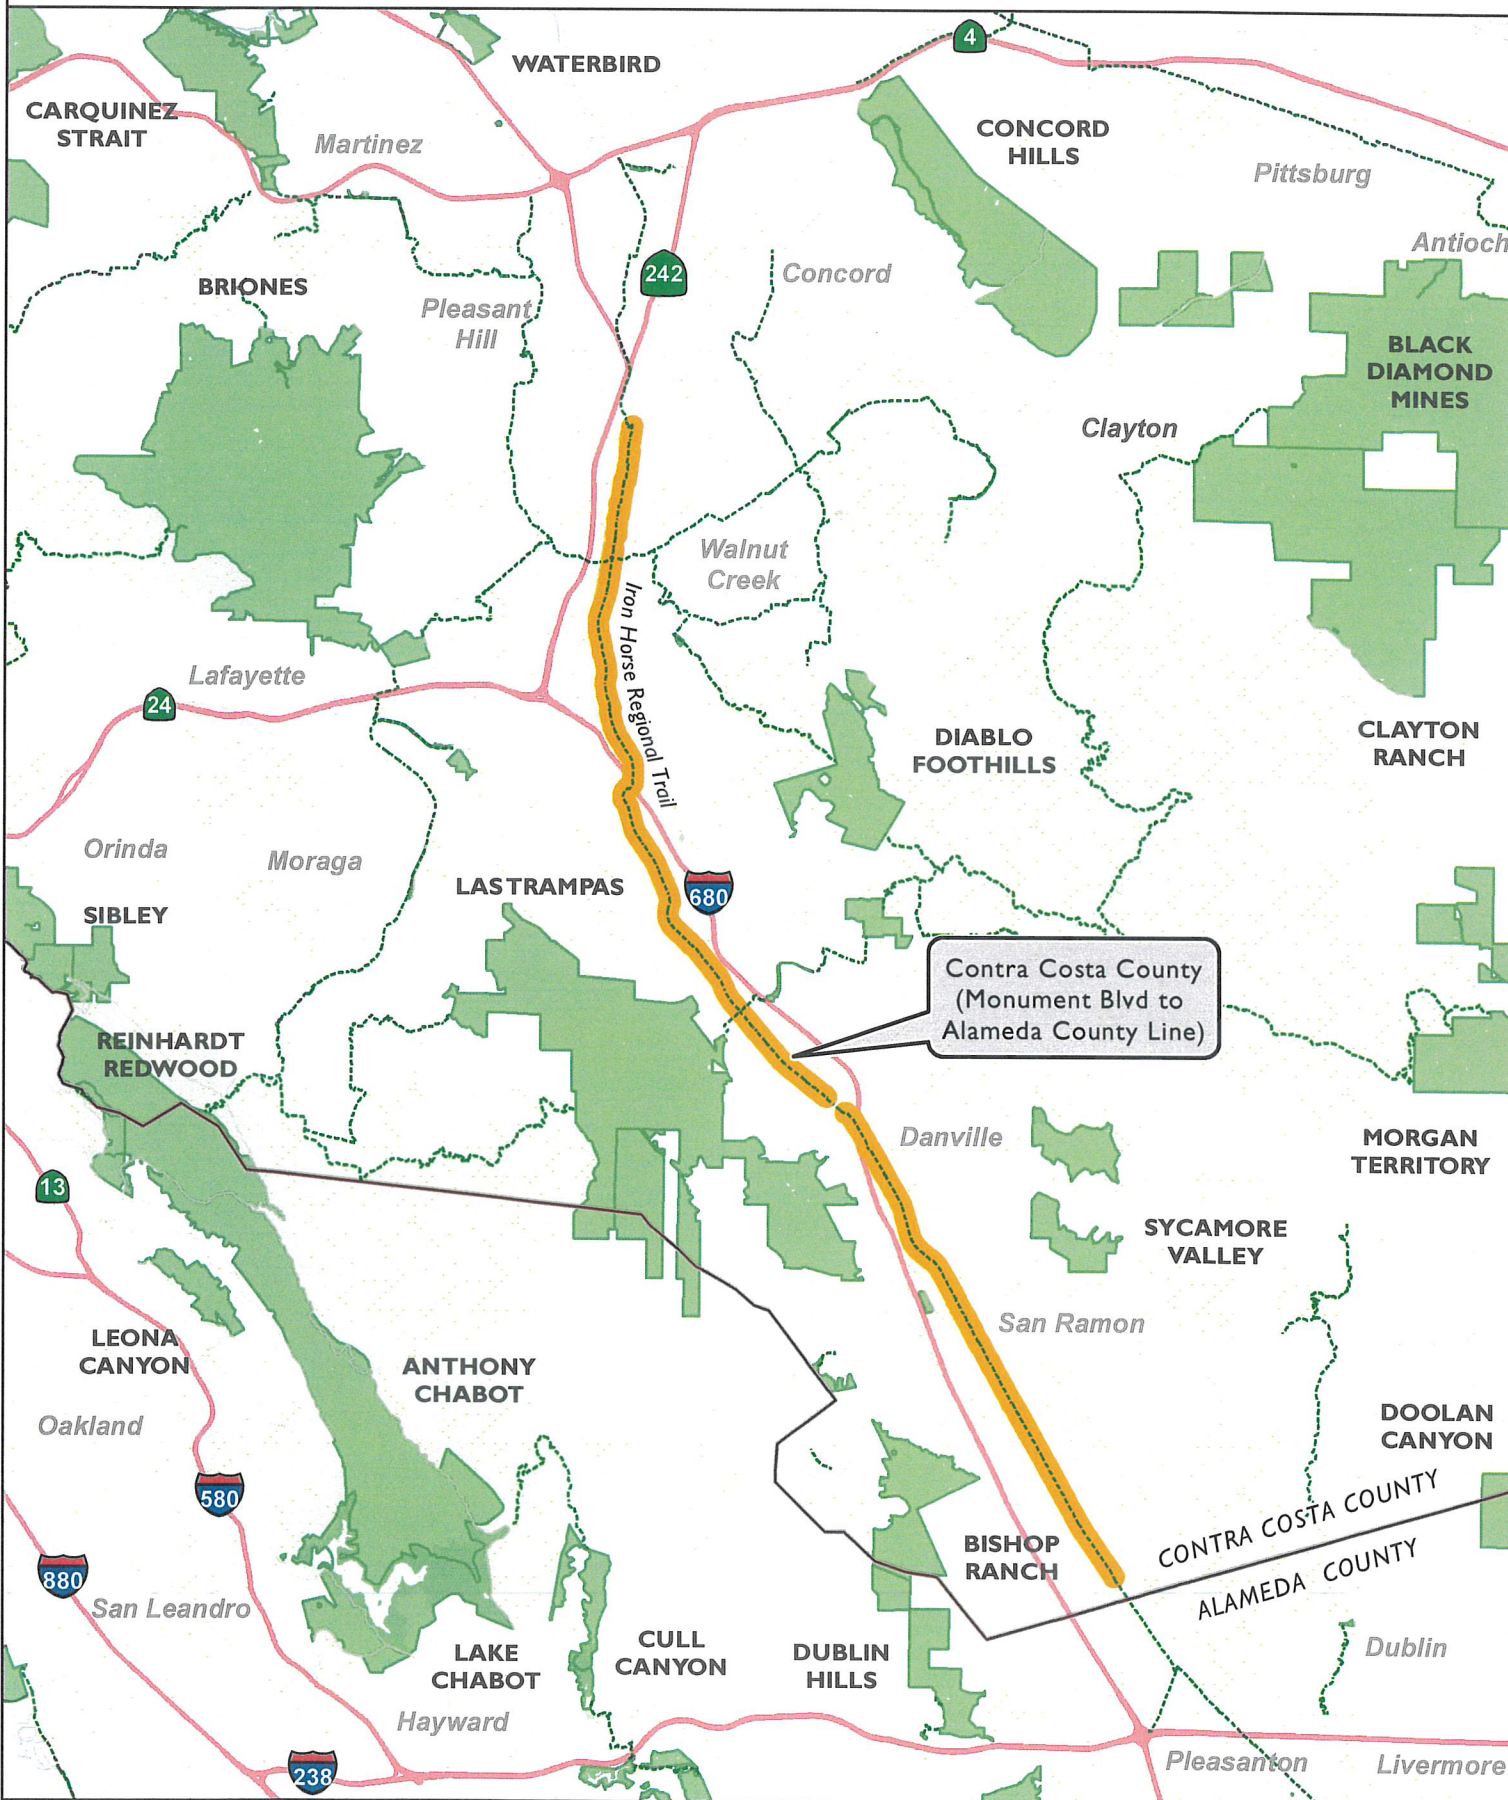 4
WATERBIRD
CARQUINEZ
STRAIT
Martinez
CONCORD
HILLS
Pittsburg
Antioch
242
Concord
BRIONES
Pleasant
Hill
BLACK
DIAMOND
MINES
Clayton
Walnut
Creek
Iron Horse Regional Trail
Lafayette
24
DIABLO
FOOTHILLS
CLAYTON
RANCH
Orinda
Moraga
LAS TRAMPAS
680
SIBLEY
Contra Costa County
(Monument Blvd to
Alameda County Line)
REINHARDT
REDWOOD
Danville
MORGAN
TERRITORY
13
SYCAMORE
VALLEY
San Ramon
LEONA
CANYON
ANTHONY
CHABOT
Oakland
DOOLAN
CANYON
580
CONTRA COSTA COUNTY
ALAMEDA COUNTY
BISHOP
RANCH
880
San Leandro
LAKE
CHABOT
CULL
CANYON
DUBLIN
HILLS
Dublin
Hayward
238
Pleasanton
Livermore